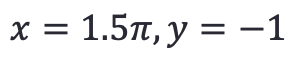 x = 1.5π, y = −1